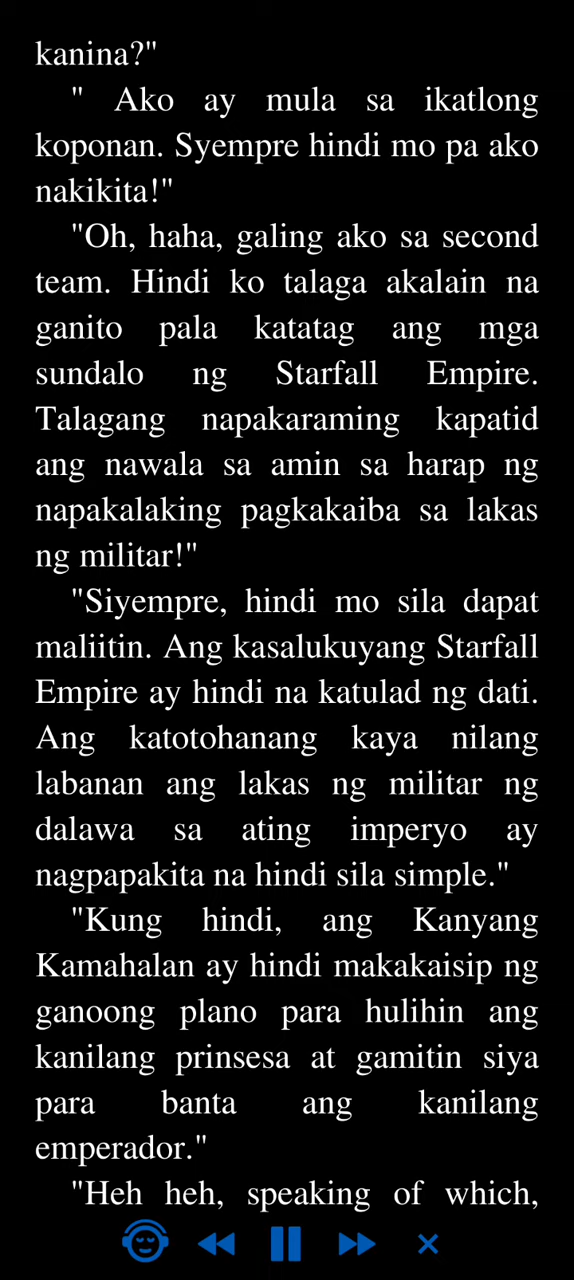 kanina?"
" Ako ay mula sa ikatlong
koponan. Syempre hindi mo pa ako
nakikita!"
"Oh, haha, galing ako sa second
team. Hindi ko talaga akalain na
ganito pala katatag ang mga
sundalo ng Starfall Empire.
Talagang napakaraming kapatid
ang nawala sa amin sa harap ng
napakalaking pagkakaiba sa lakas
ng militar!"
"Siyempre, hindi mo sila dapat
maliitin. Ang kasalukuyang Starfall
Empire ay hindi na katulad ng dati.
Ang katotohanang kaya nilang
labanan ang lakas ng militar ng
dalawa sa ating imperyo ay
nagpapakita na hindi sila simple."
"Kung hindi, ang Kanyang
Kamahalan ay hindi makakaisip ng
ganoong plano para hulihin ang
kanilang prinsesa at gamitin siya
para banta ang kanilang
emperador."
"Heh heh, speaking of which,